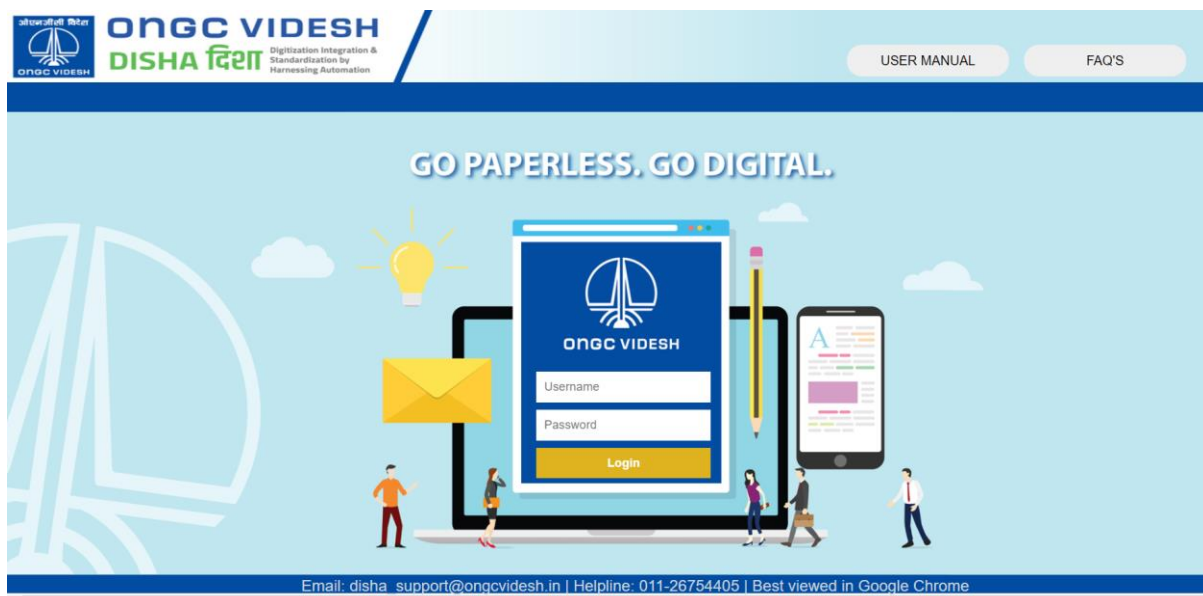 ओएनजीसी विदेश
ONGC VIDESH
ONGC VIDESH
DISHA दिशा
Digitization Integration &
Standardization by
Harnessing Automation
USER MANUAL
FAQ'S
GO PAPERLESS. GO DIGITAL.
ONGC VIDESH
Username
Password
Login
A
Email: disha_support@ongcvidesh.in | Helpline: 011-26754405 | Best viewed in Google Chrome